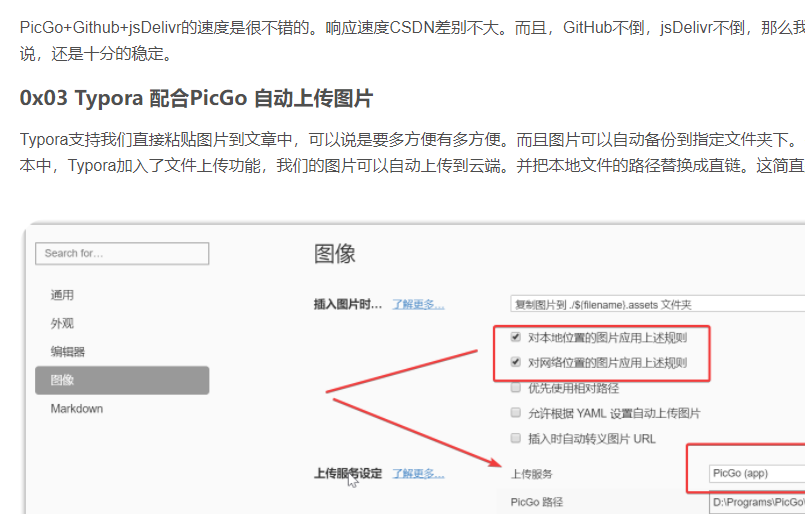 PicGo+Github+jsDelivr的速度是很不错的。响应速度CSDN差别不大。而且，GitHub不倒，jsDelivr不倒，那么我
说，还是十分的稳定。
0x03 Typora 配合PicGo 自动上传图片
Typora支持我们直接粘贴图片到文章中，可以说是要多方便有多方便。而且图片可以自动备份到指定文件夹下。
本中，Typora加入了文件上传功能，我们的图片可以自动上传到云端。并把本地文件的路径替换成直链。这简直
Search for...
图像
通用
插入图片时... 了解更多... 复制图片到 ./${filename}.assets 文件夹
外观
对本地位置的图片应用上述规则
编辑器
对网络位置的图片应用上述规则
图像
优先使用相对路径
Markdown
允许根据 YAML 设置自动上传图片
插入时自动转义图片 URL
上传服务设定 了解更多... 上传服务 PicGo (app)
PicGo 路径 D:\Programs\PicGo\